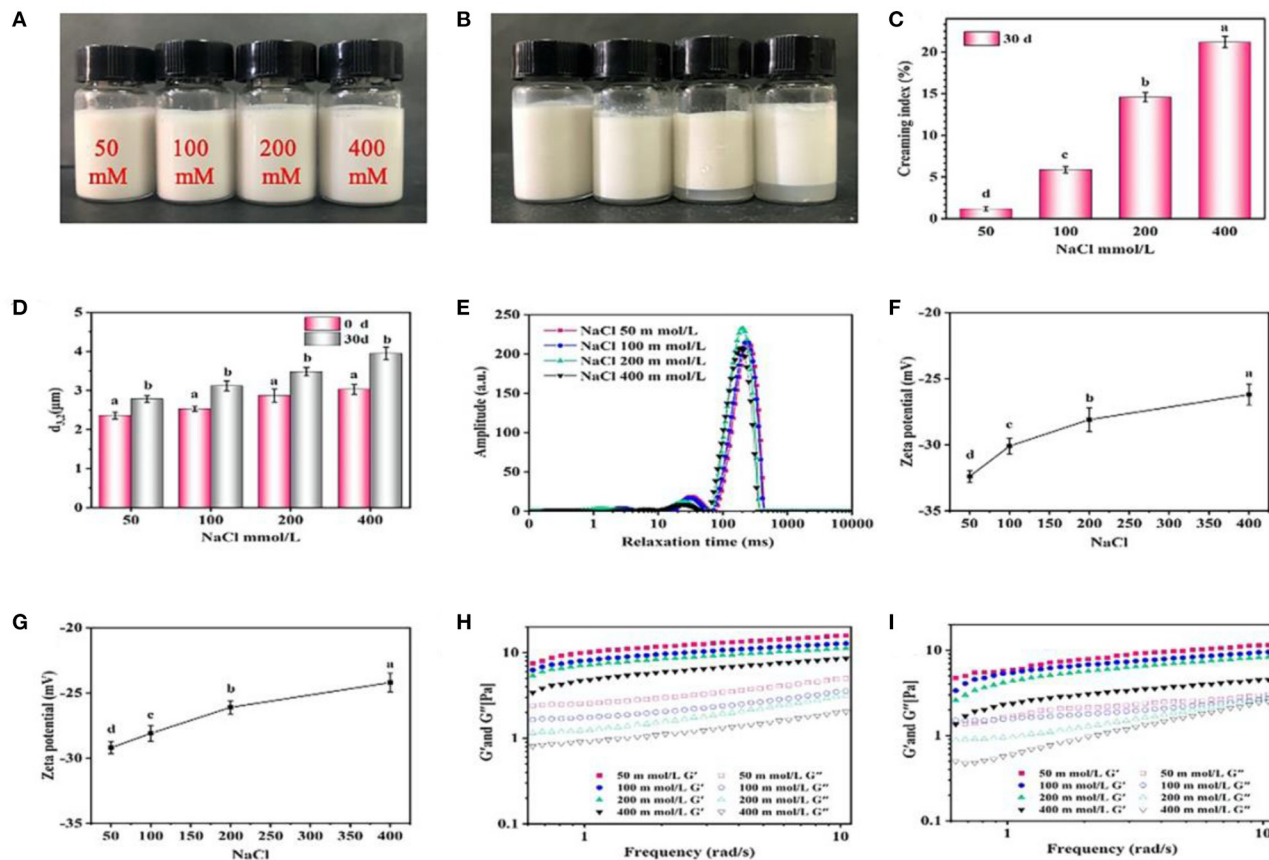 A
50 100 200 400
mM mM mM mM
B
C
30 d
Creaming index (%)
20
15
10
5
0
d
c
b
a
50 100 200 400
NaCl mmol/L
D
0 d
30d
d3,2(μm)
5
4
3
2
1
0
a b a b a b a b
50 100 200 400
NaCl mmol/L
E
NaCl 50 m mol/L
NaCl 100 m mol/L
NaCl 200 m mol/L
NaCl 400 m mol/L
Amplitude (a.u.)
250
200
150
100
50
0
0 1 10 100 1000 10000
Relaxation time (ms)
F
Zeta potential (mV)
-20
-25
-30
-35
d c b a
50 100 150 200 250 300 350 400
NaCl
G
Zeta potential (mV)
-20
-25
-30
-35
d c b a
50 100 150 200 250 300 350 400
NaCl
H
G′and G″[Pa]
10
1
0.1
50 m mol/L G′ 50 m mol/L G″
100 m mol/L G′ 100 m mol/L G″
200 m mol/L G′ 200 m mol/L G″
400 m mol/L G′ 400 m mol/L G″
1 10
Frequency (rad/s)
I
G′and G″[Pa]
10
1
0.1
50 m mol/L G′ 50 m mol/L G″
100 m mol/L G′ 100 m mol/L G″
200 m mol/L G′ 200 m mol/L G″
400 m mol/L G′ 400 m mol/L G″
1 10
Frequency (rad/s)